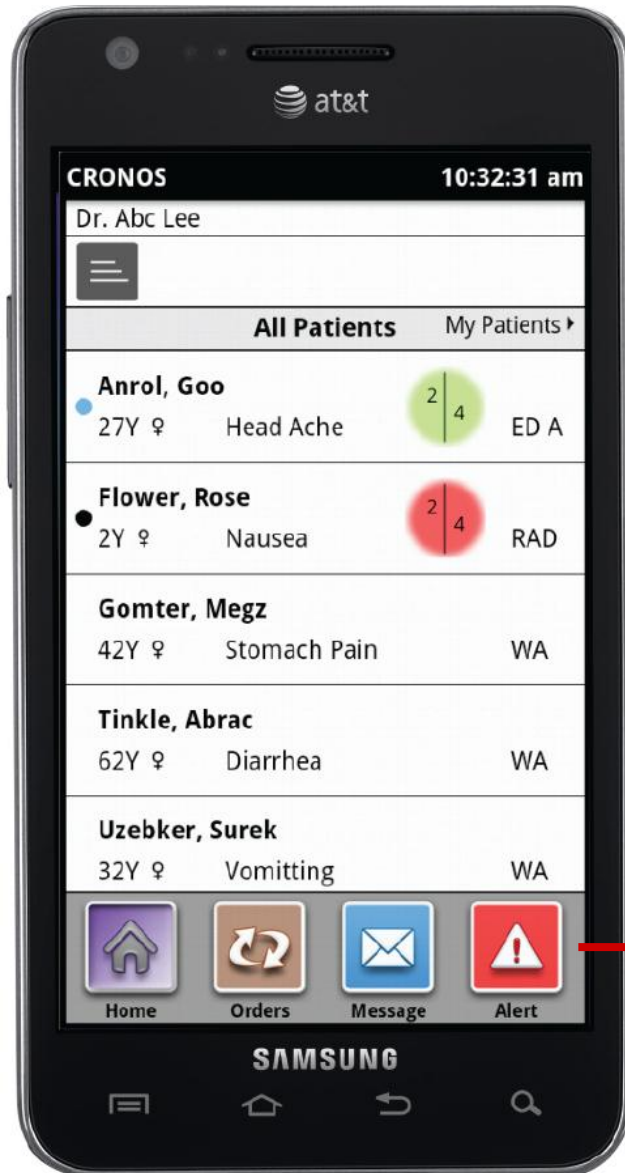 at&t
CRONOS 10:32:31 am
Dr. Abc Lee
All Patients My Patients
Anrol, Goo
27Y ♀ Head Ache 2 4 ED A
Flower, Rose
2Y ♀ Nausea 2 4 RAD
Gomter, Megz
42Y ♀ Stomach Pain WA
Tinkle, Abrac
62Y ♀ Diarrhea WA
Uzebker, Surek
32Y ♀ Vomitting WA
Home Orders Message Alert
SAMSUNG